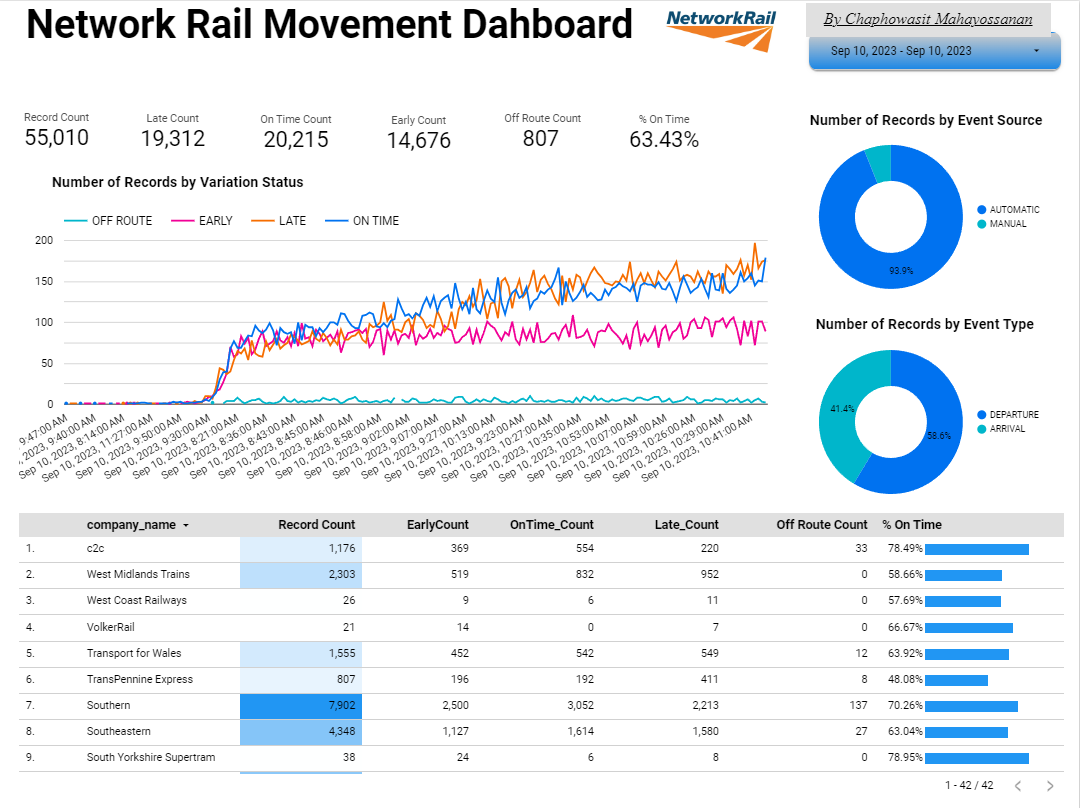 Network Rail Movement Dahboard
NetworkRail
By Chaphowasit Mahayossanan
Sep 10, 2023 - Sep 10, 2023
Record Count
55,010
Late Count
19,312
On Time Count
20,215
Early Count
14,676
Off Route Count
807
% On Time
63.43%
Number of Records by Variation Status
OFF ROUTE EARLY LATE ON TIME
200
150
100
50
0
9:47:00 AM
, 2023, 9:40:00 AM
Sep 10, 2023, 8:14:00 AM
Sep 10, 2023, 11:27:00 AM
Sep 10, 2023, 9:50:00 AM
Sep 10, 2023, 9:30:00 AM
Sep 10, 2023, 8:21:00 AM
Sep 10, 2023, 8:36:00 AM
Sep 10, 2023, 8:43:00 AM
Sep 10, 2023, 8:45:00 AM
Sep 10, 2023, 8:46:00 AM
Sep 10, 2023, 8:58:00 AM
Sep 10, 2023, 9:02:00 AM
Sep 10, 2023, 9:07:00 AM
Sep 10, 2023, 9:27:00 AM
Sep 10, 2023, 10:13:00 AM
Sep 10, 2023, 9:23:00 AM
Sep 10, 2023, 10:27:00 AM
Sep 10, 2023, 10:35:00 AM
Sep 10, 2023, 10:53:00 AM
Sep 10, 2023, 10:07:00 AM
Sep 10, 2023, 10:59:00 AM
Sep 10, 2023, 10:26:00 AM
Sep 10, 2023, 10:29:00 AM
Sep 10, 2023, 10:41:00 AM
Number of Records by Event Source
93.9%
AUTOMATIC
MANUAL
Number of Records by Event Type
41.4%
58.6%
DEPARTURE
ARRIVAL
company_name Record Count EarlyCount OnTime_Count Late_Count Off Route Count % On Time
1. c2c 1,176 369 554 220 33 78.49%
2. West Midlands Trains 2,303 519 832 952 0 58.66%
3. West Coast Railways 26 9 6 11 0 57.69%
4. VolkerRail 21 14 0 7 0 66.67%
5. Transport for Wales 1,555 452 542 549 12 63.92%
6. TransPennine Express 807 196 192 411 8 48.08%
7. Southern 7,902 2,500 3,052 2,213 137 70.26%
8. Southeastern 4,348 1,127 1,614 1,580 27 63.04%
9. South Yorkshire Supertram 38 24 6 8 0 78.95%
1 - 42 / 42